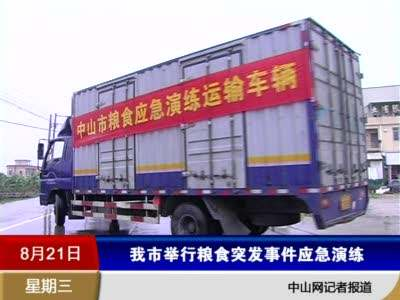 中山市粮食应急演练运输车辆
8月21日
我市举行粮食突发事件应急演练
星期三
中山网记者报道